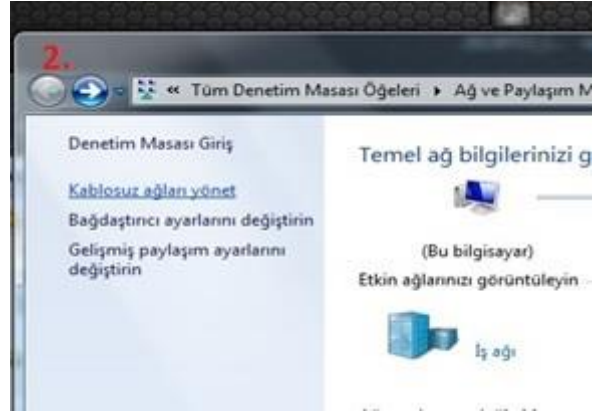 2.
« Tüm Denetim Masası Öğeleri ▸ Ağ ve Paylaşım M
Denetim Masası Giriş
Temel ağ bilgilerinizi g
Kablosuz ağları yönet
Bağdaştırıcı ayarlarını değiştirin
Gelişmiş paylaşım ayarlarını
değiştirin
(Bu bilgisayar)
Etkin ağlarınızı görüntüleyin
İş ağı